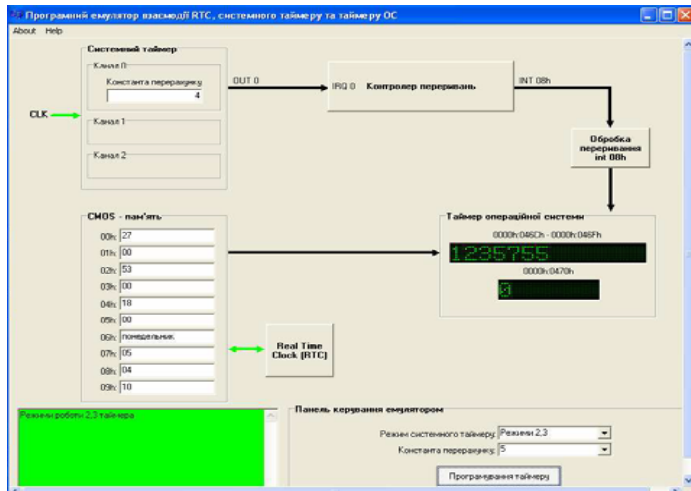 Програмний емулятор взаємодії RTC, системного таймеру та таймеру ОС
About Help
Системний таймер
Канал 0
Константа перерахунку
4
OUT 0
IRQ 0 Контролер переривань
INT 08h
CLK
Канал 1
Канал 2
Обробка
переривання
int 08h
CMOS - пам'ять
00h: 27
01h: 00
02h: 53
03h: 00
04h: 18
05h: 00
06h: понедельник
07h: 05
08h: 04
09h: 10
Таймер операційної системи
0000h:046Ch - 0000h:046Fh
1235755
0000h:0470h
0
Real Time
Clock (RTC)
Режими роботи 2,3 таймера
Панель керування емулятором
Режим системного таймеру: Режими 2,3
Константа перерахунку: 5
Програмування таймеру